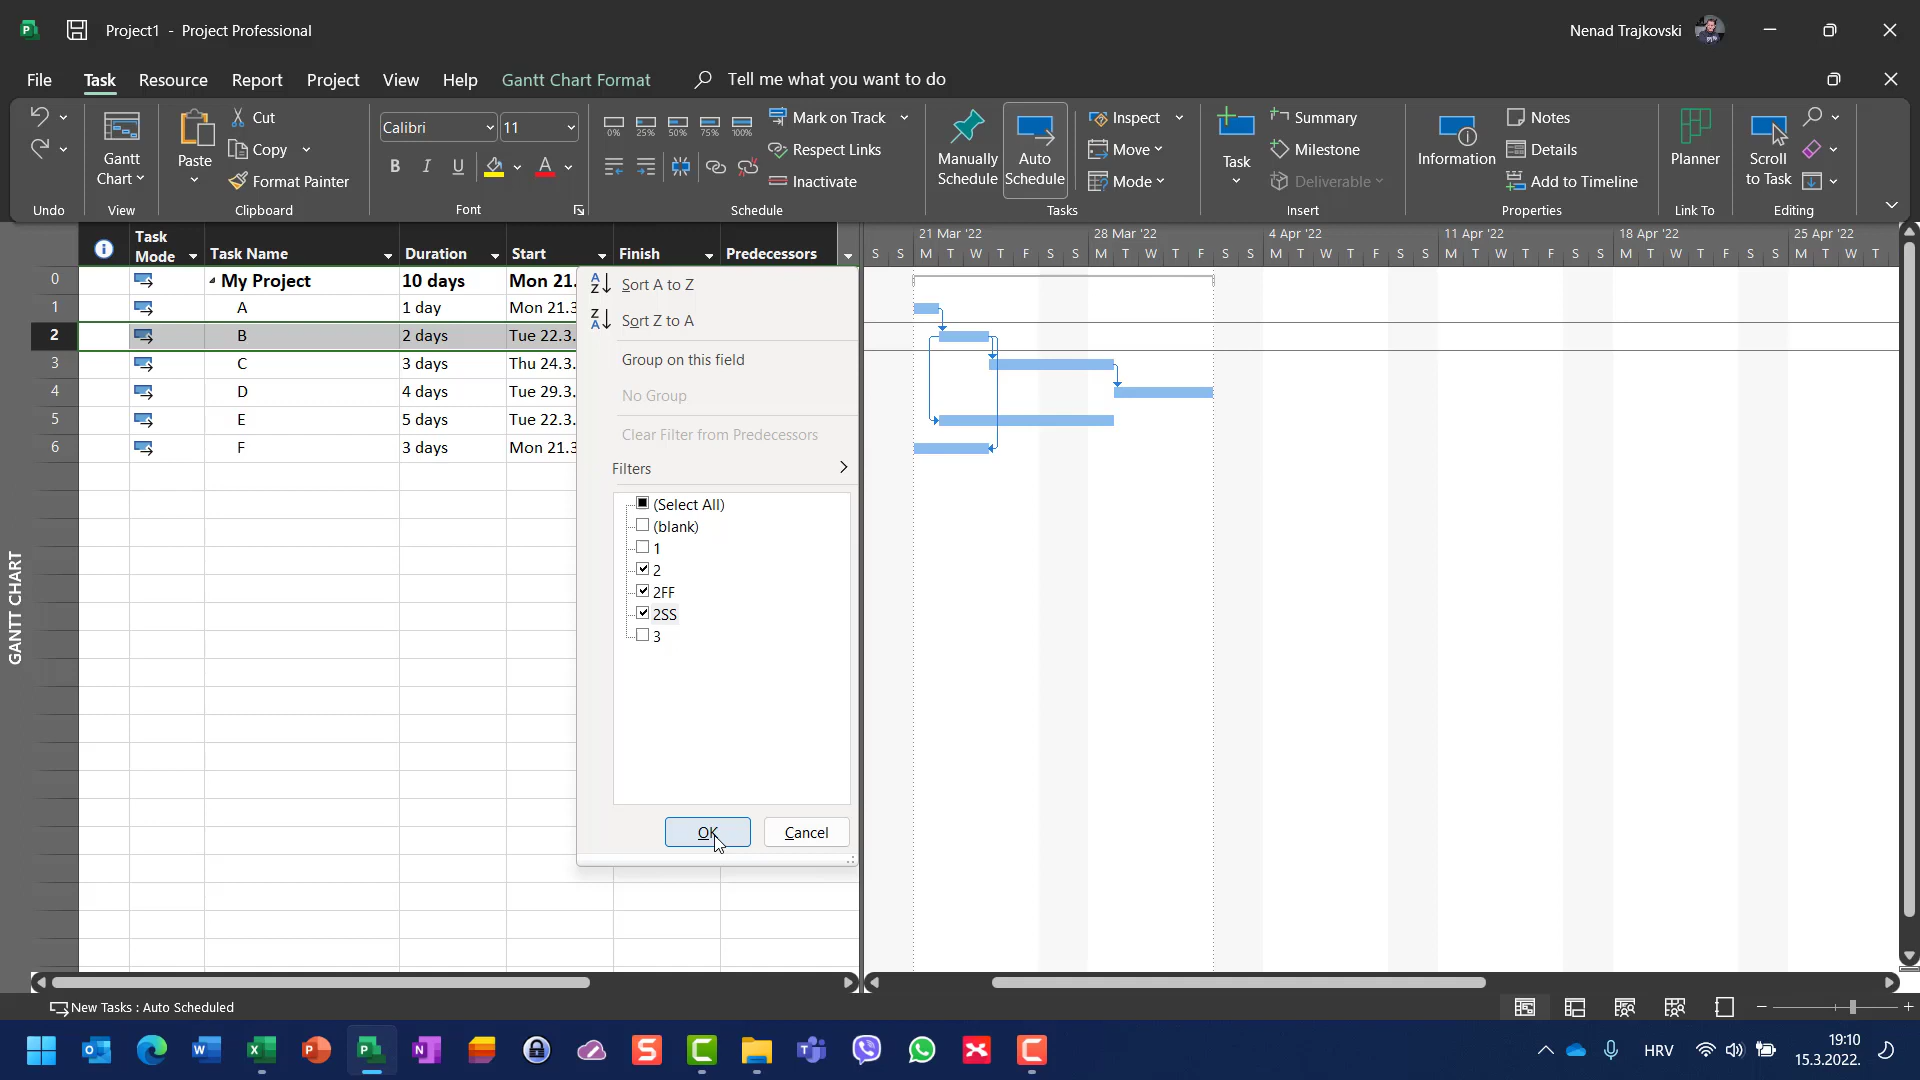 Project1 - Project Professional
Nenad Trajkovski
File Task Resource Report Project View Help Gantt Chart Format Tell me what you want to do
Gantt
Chart
Paste
Cut
Copy
Format Painter
Calibri 11
B I U A
0% 25% 50% 75% 100%
Mark on Track
Respect Links
Inactivate
Manually
Schedule
Auto
Schedule
Inspect
Move
Mode
Task
Summary
Milestone
Deliverable
Information
Notes
Details
Add to Timeline
Planner
Scroll
to Task
Undo View Clipboard Font Schedule Tasks Insert Properties Link To Editing
Task
Mode Task Name Duration Start Finish Predecessors
21 Mar '22 28 Mar '22 4 Apr '22 11 Apr '22 18 Apr '22 25 Apr '22
S S M T W T F S S M T W T F S S M T W T F S S M T W T F S S M T W T F S S M T W T
0 My Project 10 days Mon 21.
1 A 1 day Mon 21.3
2 B 2 days Tue 22.3.
3 C 3 days Thu 24.3.
4 D 4 days Tue 29.3.
5 E 5 days Tue 22.3.
6 F 3 days Mon 21.3
Sort A to Z
Sort Z to A
Group on this field
No Group
Clear Filter from Predecessors
Filters
(Select All)
(blank)
1
2
2FF
2SS
3
OK Cancel
GANTT CHART
New Tasks : Auto Scheduled
HRV
19:10
15.3.2022.